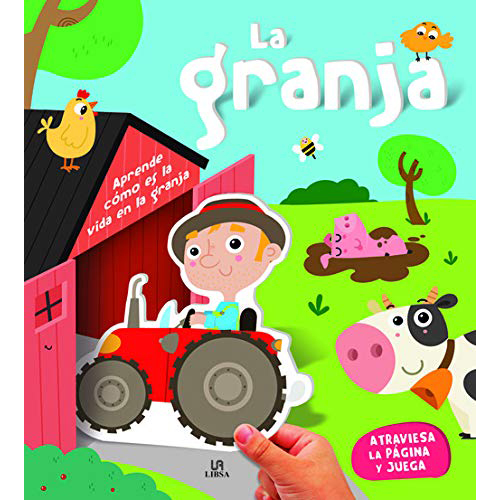 La
granja
Aprende
cómo es la
vida en la granja
ATRAVIESA
LA PÁGINA
Y JUEGA
LIBSA